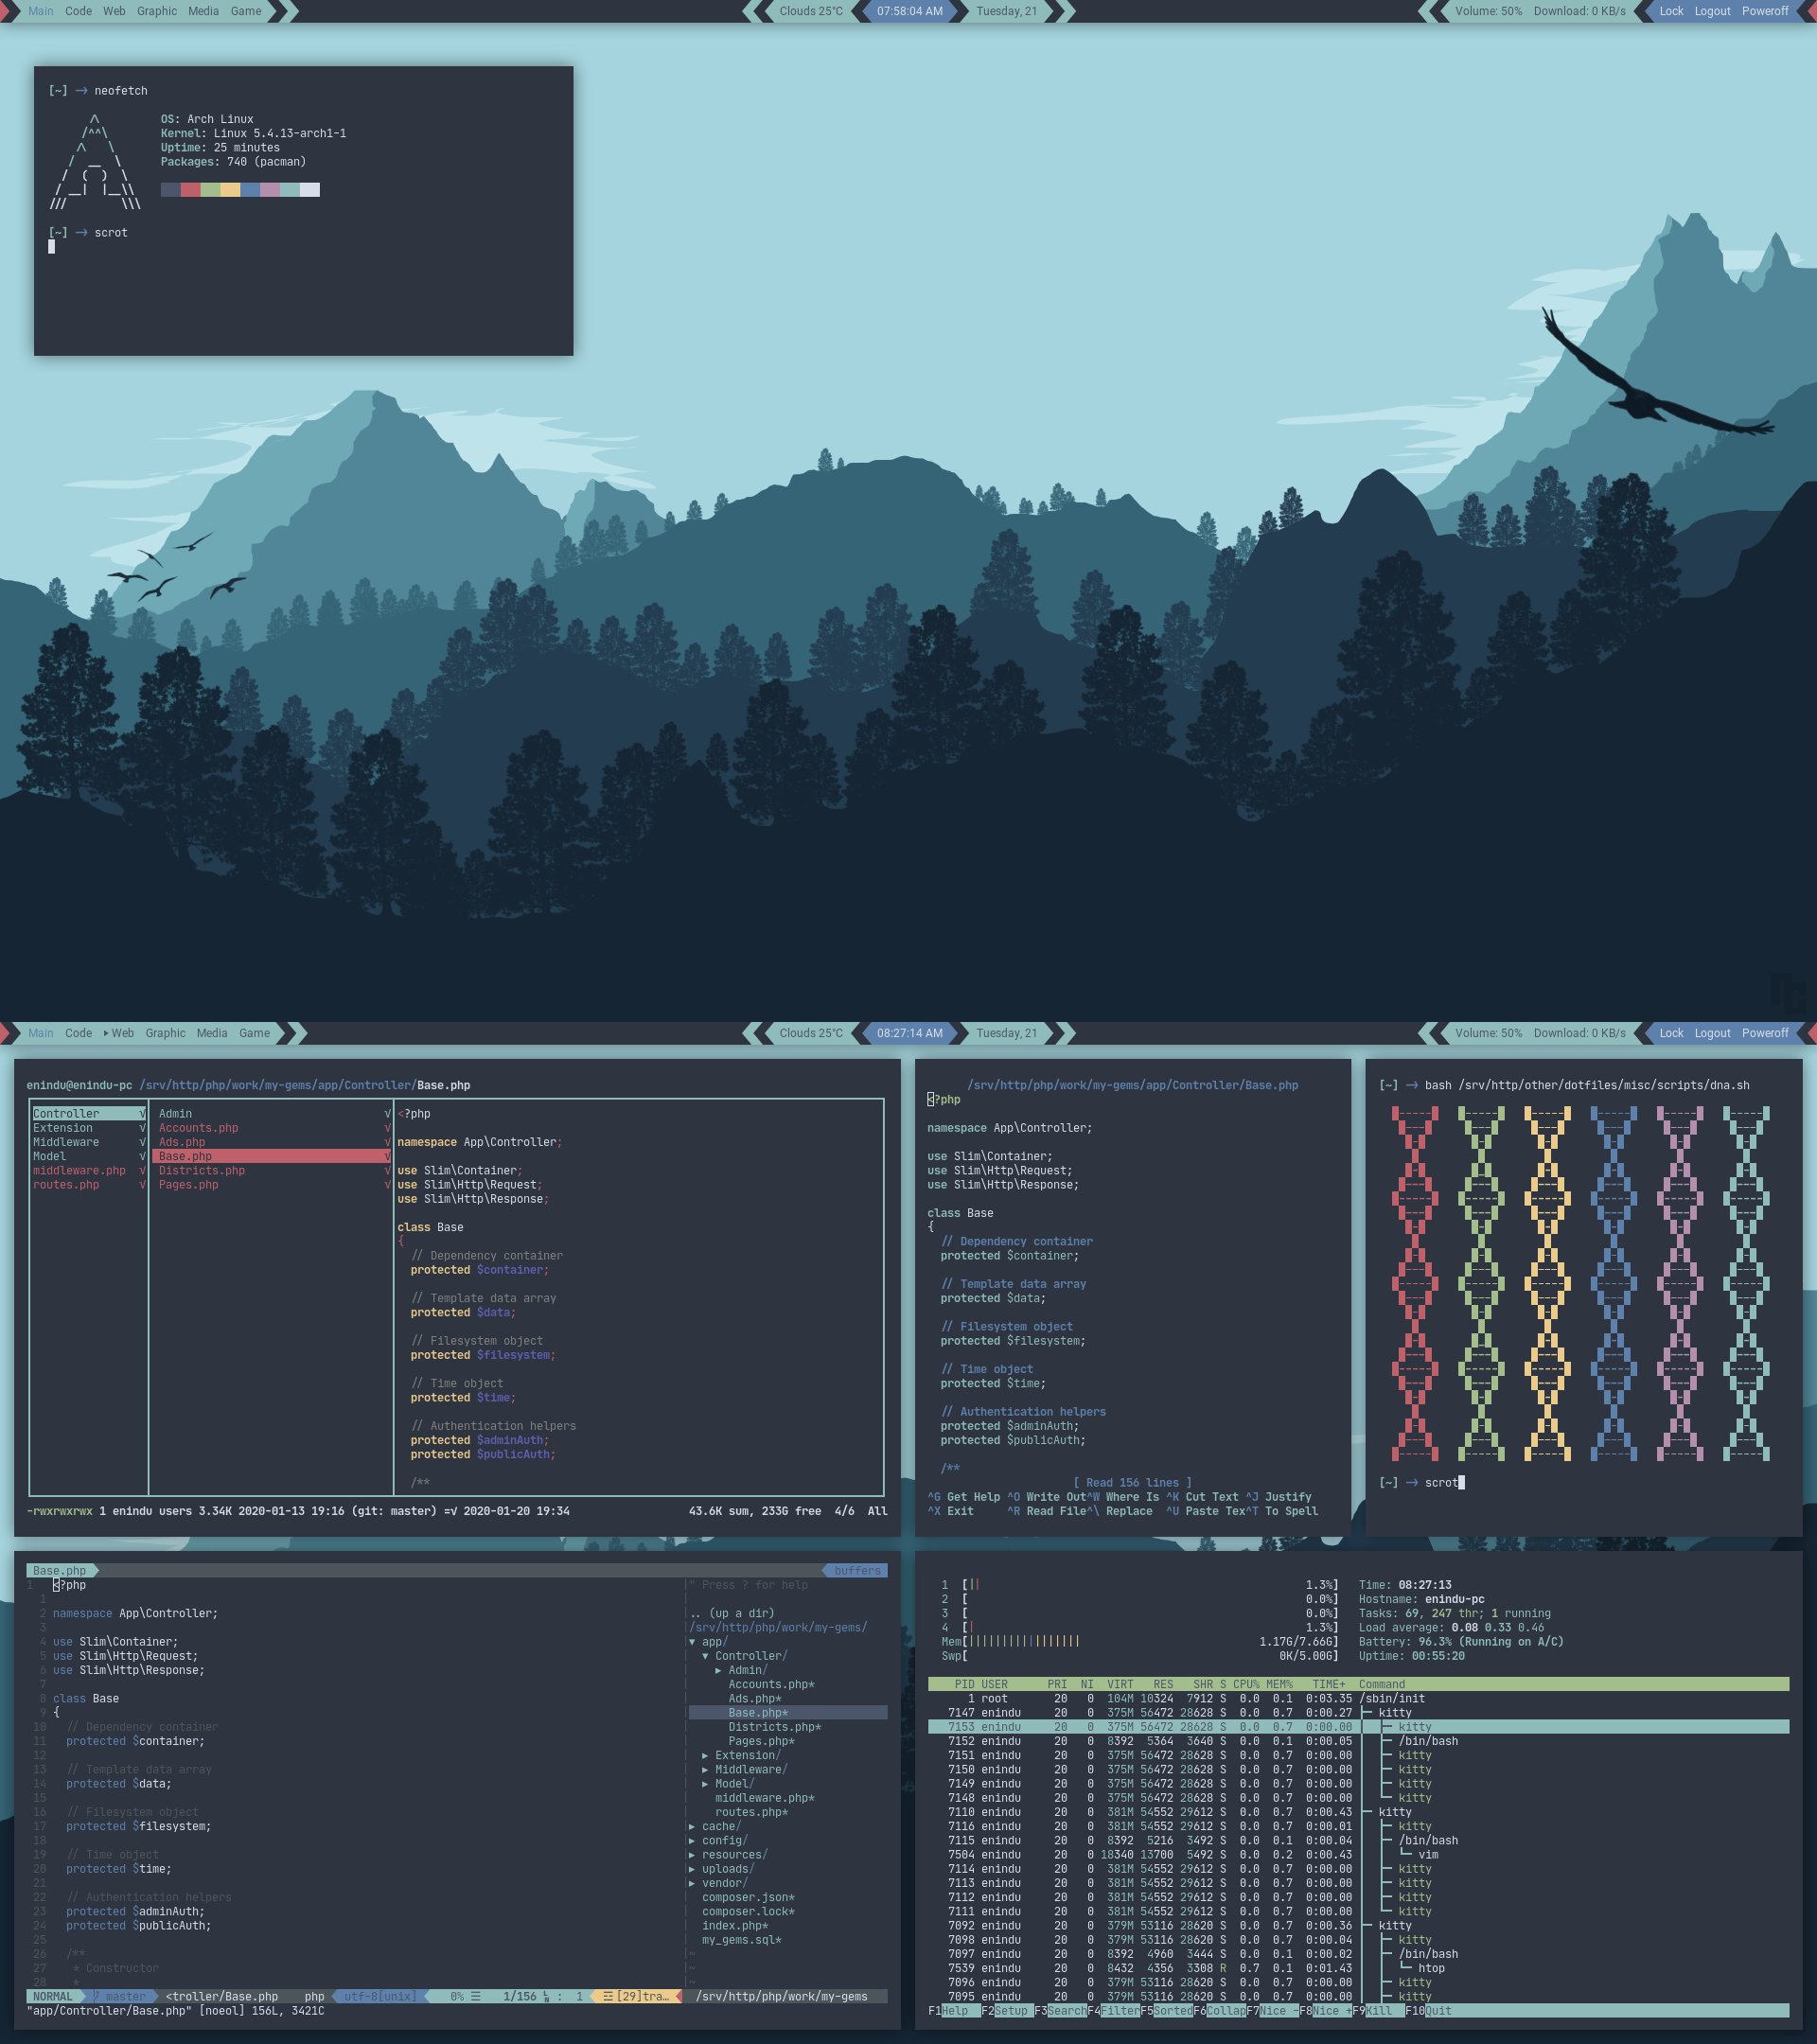 Main Code Web Graphic Media Game
Clouds 25°C 07:58:04 AM Tuesday, 21
Volume: 50% Download: 0 KB/s Lock Logout Poweroff
[~] → neofetch
OS: Arch Linux
Kernel: Linux 5.4.13-arch1-1
Uptime: 25 minutes
Packages: 740 (pacman)
[~] → scrot
Main Code ▸ Web Graphic Media Game
Clouds 25°C 08:27:14 AM Tuesday, 21
Volume: 50% Download: 0 KB/s Lock Logout Poweroff
enindu@enindu-pc /srv/http/php/work/my-gems/app/Controller/Base.php
Controller √
Extension √
Middleware √
Model √
middleware.php √
routes.php √
Admin √
Accounts.php √
Ads.php √
Base.php √
Districts.php √
Pages.php √
<?php
namespace App\Controller;
use Slim\Container;
use Slim\Http\Request;
use Slim\Http\Response;
class Base
{
// Dependency container
protected $container;
// Template data array
protected $data;
// Filesystem object
protected $filesystem;
// Time object
protected $time;
// Authentication helpers
protected $adminAuth;
protected $publicAuth;
/**
-rwxrwxrwx 1 enindu users 3.34K 2020-01-13 19:16 (git: master) =√ 2020-01-20 19:34 43.6K sum, 233G free 4/6 All
/srv/http/php/work/my-gems/app/Controller/Base.php
<?php
namespace App\Controller;
use Slim\Container;
use Slim\Http\Request;
use Slim\Http\Response;
class Base
{
// Dependency container
protected $container;
// Template data array
protected $data;
// Filesystem object
protected $filesystem;
// Time object
protected $time;
// Authentication helpers
protected $adminAuth;
protected $publicAuth;
/**
[ Read 156 lines ]
^G Get Help ^O Write Out^W Where Is ^K Cut Text ^J Justify
^X Exit ^R Read File^\ Replace ^U Paste Tex^T To Spell
[~] → bash /srv/http/other/dotfiles/misc/scripts/dna.sh
[~] → scrot
Base.php buffers
1 <?php
1
2 namespace App\Controller;
3
4 use Slim\Container;
5 use Slim\Http\Request;
6 use Slim\Http\Response;
7
8 class Base
9 {
10 // Dependency container
11 protected $container;
12
13 // Template data array
14 protected $data;
15
16 // Filesystem object
17 protected $filesystem;
18
19 // Time object
20 protected $time;
21
22 // Authentication helpers
23 protected $adminAuth;
24 protected $publicAuth;
25
26 /**
27 * Constructor
28 *
" Press ? for help
.. (up a dir)
/srv/http/php/work/my-gems/
▼ app/
▼ Controller/
▶ Admin/
Accounts.php*
Ads.php*
Base.php*
Districts.php*
Pages.php*
▶ Extension/
▶ Middleware/
▶ Model/
middleware.php*
routes.php*
▶ cache/
▶ config/
▶ resources/
▶ uploads/
▶ vendor/
composer.json*
composer.lock*
index.php*
my_gems.sql*
~
~
~
NORMAL master <troller/Base.php php utf-8[unix] 0% ☰ 1/156 : 1 ☲ [29]tra… /srv/http/php/work/my-gems
"app/Controller/Base.php" [noeol] 156L, 3421C
1 [|| 1.3%]
2 [ 0.0%]
3 [ 0.0%]
4 [| 1.3%]
Mem[||||||||||||||||| 1.17G/7.66G]
Swp[ 0K/5.00G]
Time: 08:27:13
Hostname: enindu-pc
Tasks: 69, 247 thr; 1 running
Load average: 0.08 0.33 0.46
Battery: 96.3% (Running on A/C)
Uptime: 00:55:20
PID USER PRI NI VIRT RES SHR S CPU% MEM% TIME+ Command
1 root 20 0 104M 10324 7912 S 0.0 0.1 0:03.35 /sbin/init
7147 enindu 20 0 375M 56472 28628 S 0.0 0.7 0:00.27 kitty
7153 enindu 20 0 375M 56472 28628 S 0.0 0.7 0:00.00 kitty
7152 enindu 20 0 8392 5364 3640 S 0.0 0.1 0:00.05 /bin/bash
7151 enindu 20 0 375M 56472 28628 S 0.0 0.7 0:00.00 kitty
7150 enindu 20 0 375M 56472 28628 S 0.0 0.7 0:00.00 kitty
7149 enindu 20 0 375M 56472 28628 S 0.0 0.7 0:00.00 kitty
7148 enindu 20 0 375M 56472 28628 S 0.0 0.7 0:00.00 kitty
7110 enindu 20 0 381M 54552 29612 S 0.0 0.7 0:00.43 kitty
7116 enindu 20 0 381M 54552 29612 S 0.0 0.7 0:00.01 kitty
7115 enindu 20 0 8392 5216 3492 S 0.0 0.1 0:00.04 /bin/bash
7504 enindu 20 0 18340 13700 5492 S 0.0 0.2 0:00.43 vim
7114 enindu 20 0 381M 54552 29612 S 0.0 0.7 0:00.00 kitty
7113 enindu 20 0 381M 54552 29612 S 0.0 0.7 0:00.00 kitty
7112 enindu 20 0 381M 54552 29612 S 0.0 0.7 0:00.00 kitty
7111 enindu 20 0 381M 54552 29612 S 0.0 0.7 0:00.00 kitty
7092 enindu 20 0 379M 53116 28620 S 0.0 0.7 0:00.36 kitty
7098 enindu 20 0 379M 53116 28620 S 0.0 0.7 0:00.04 kitty
7097 enindu 20 0 8392 4960 3444 S 0.0 0.1 0:00.02 /bin/bash
7539 enindu 20 0 8432 4356 3308 R 0.7 0.1 0:01.43 htop
7096 enindu 20 0 379M 53116 28620 S 0.0 0.7 0:00.00 kitty
7095 enindu 20 0 379M 53116 28620 S 0.0 0.7 0:00.00 kitty
F1Help F2Setup F3SearchF4FilterF5SortedF6CollapF7Nice -F8Nice +F9Kill F10Quit